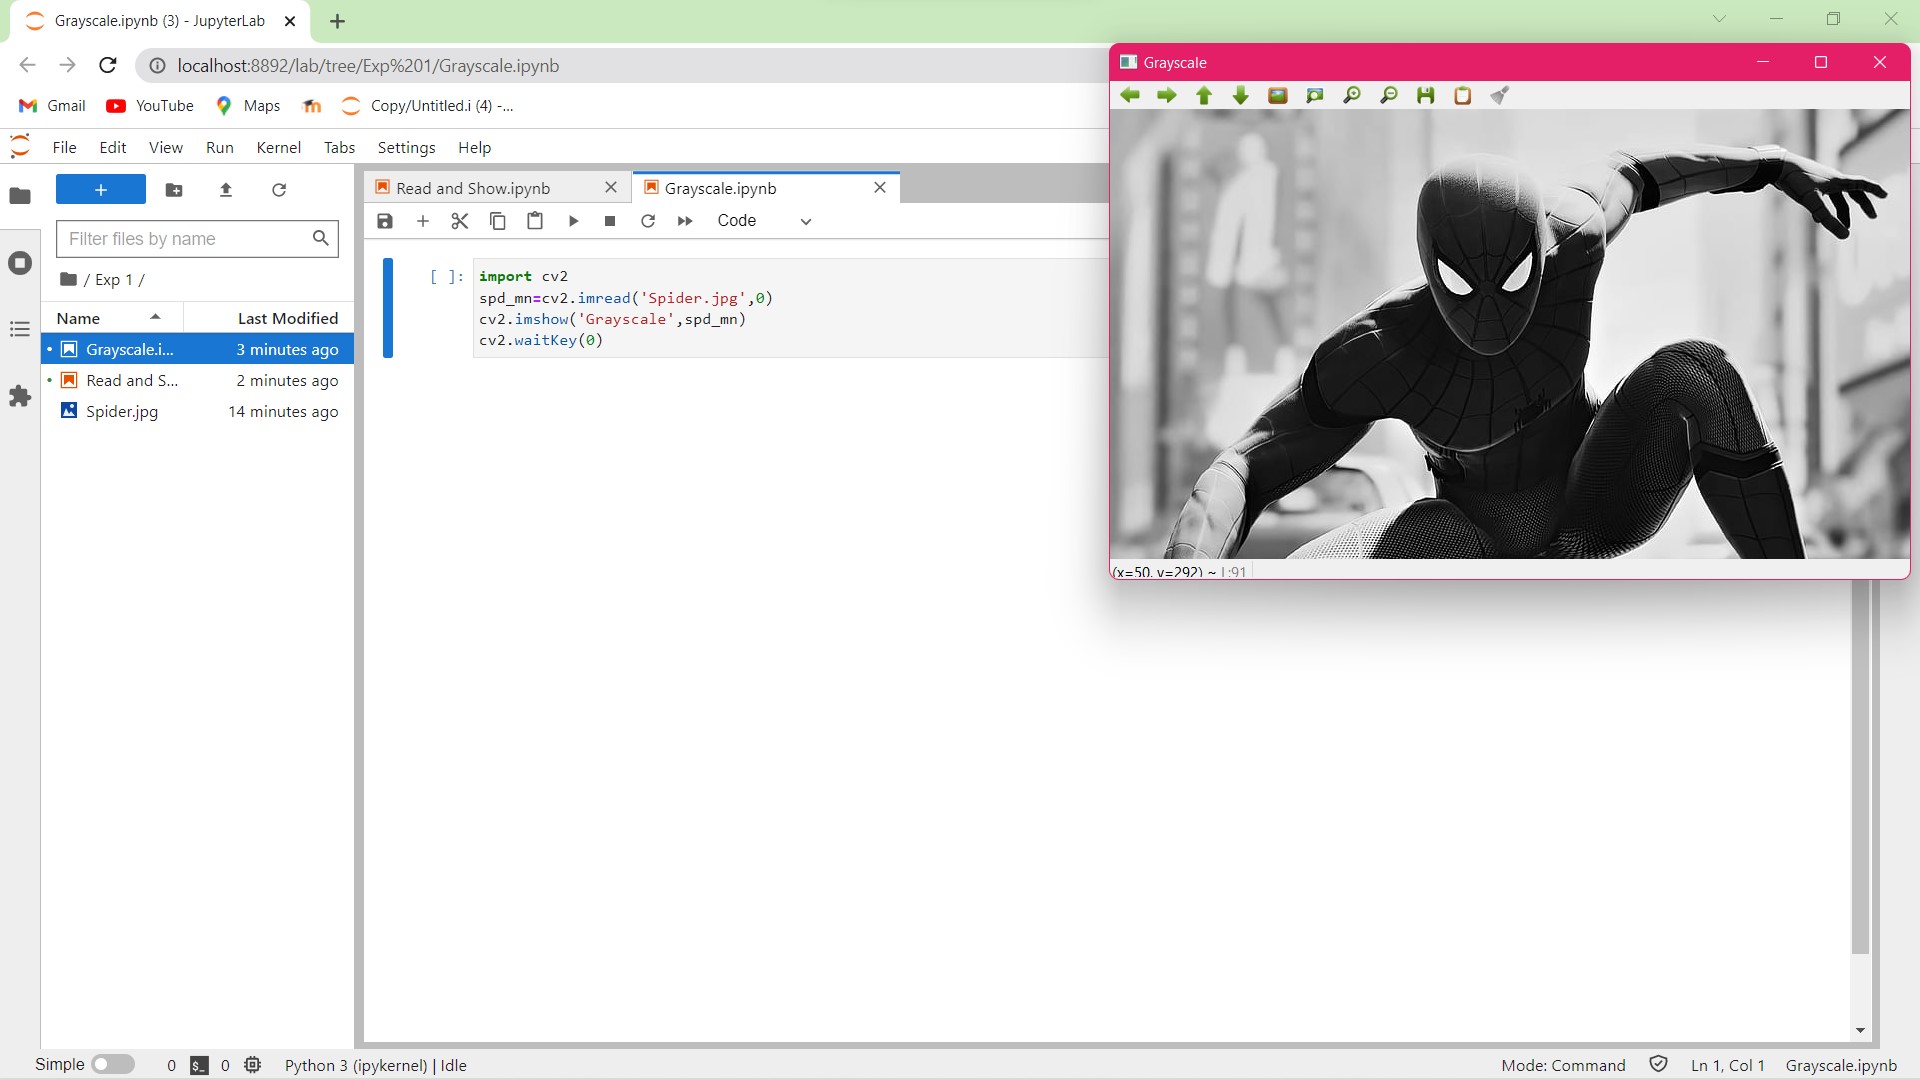 Grayscale.ipynb (3) - JupyterLab
localhost:8892/lab/tree/Exp%201/Grayscale.ipynb
Gmail YouTube Maps Copy/Untitled.i (4) -...
File Edit View Run Kernel Tabs Settings Help
Filter files by name
/ Exp 1 /
Name Last Modified
Grayscale.i... 3 minutes ago
Read and S... 2 minutes ago
Spider.jpg 14 minutes ago
Read and Show.ipynb Grayscale.ipynb
Code
[ ]:
import cv2
spd_mn=cv2.imread('Spider.jpg',0)
cv2.imshow('Grayscale',spd_mn)
cv2.waitKey(0)
Grayscale
(x=50, y=292) ~ L:91
Simple 0 $_ 0 Python 3 (ipykernel) | Idle
Mode: Command Ln 1, Col 1 Grayscale.ipynb